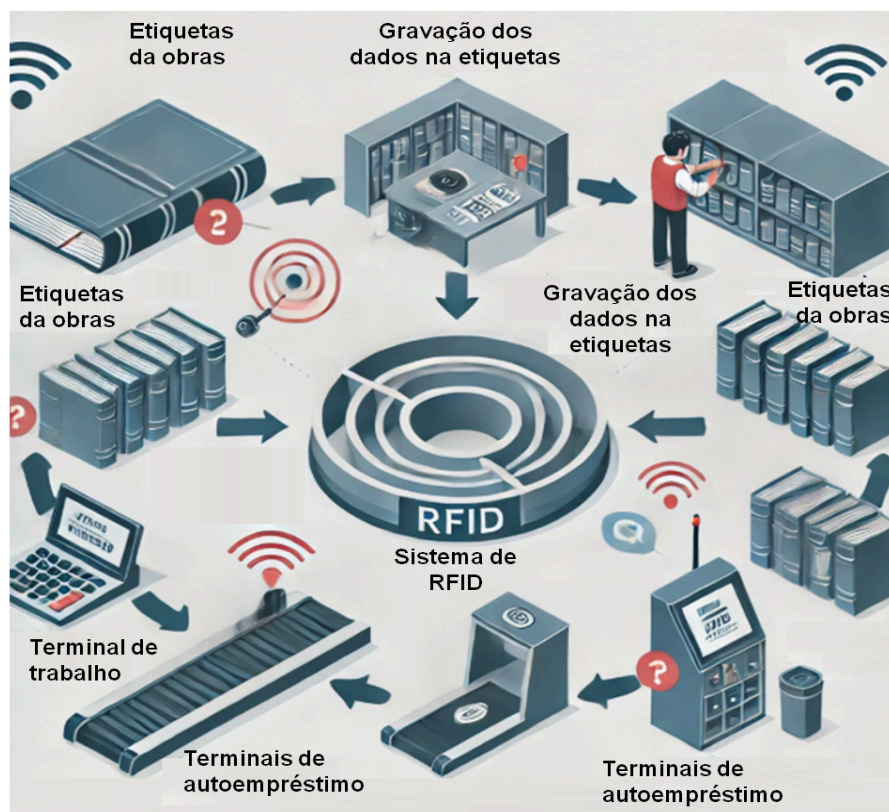 Etiquetas
da obras
Gravação dos
dados na etiquetas
2
Etiquetas
da obras
Gravação dos
dados na
etiquetas
Etiquetas
da obras
?
RFID
Sistema de
RFID
Terminal de
trabalho
?
Terminais de
autoempréstimo
Terminais de
autoempréstimo